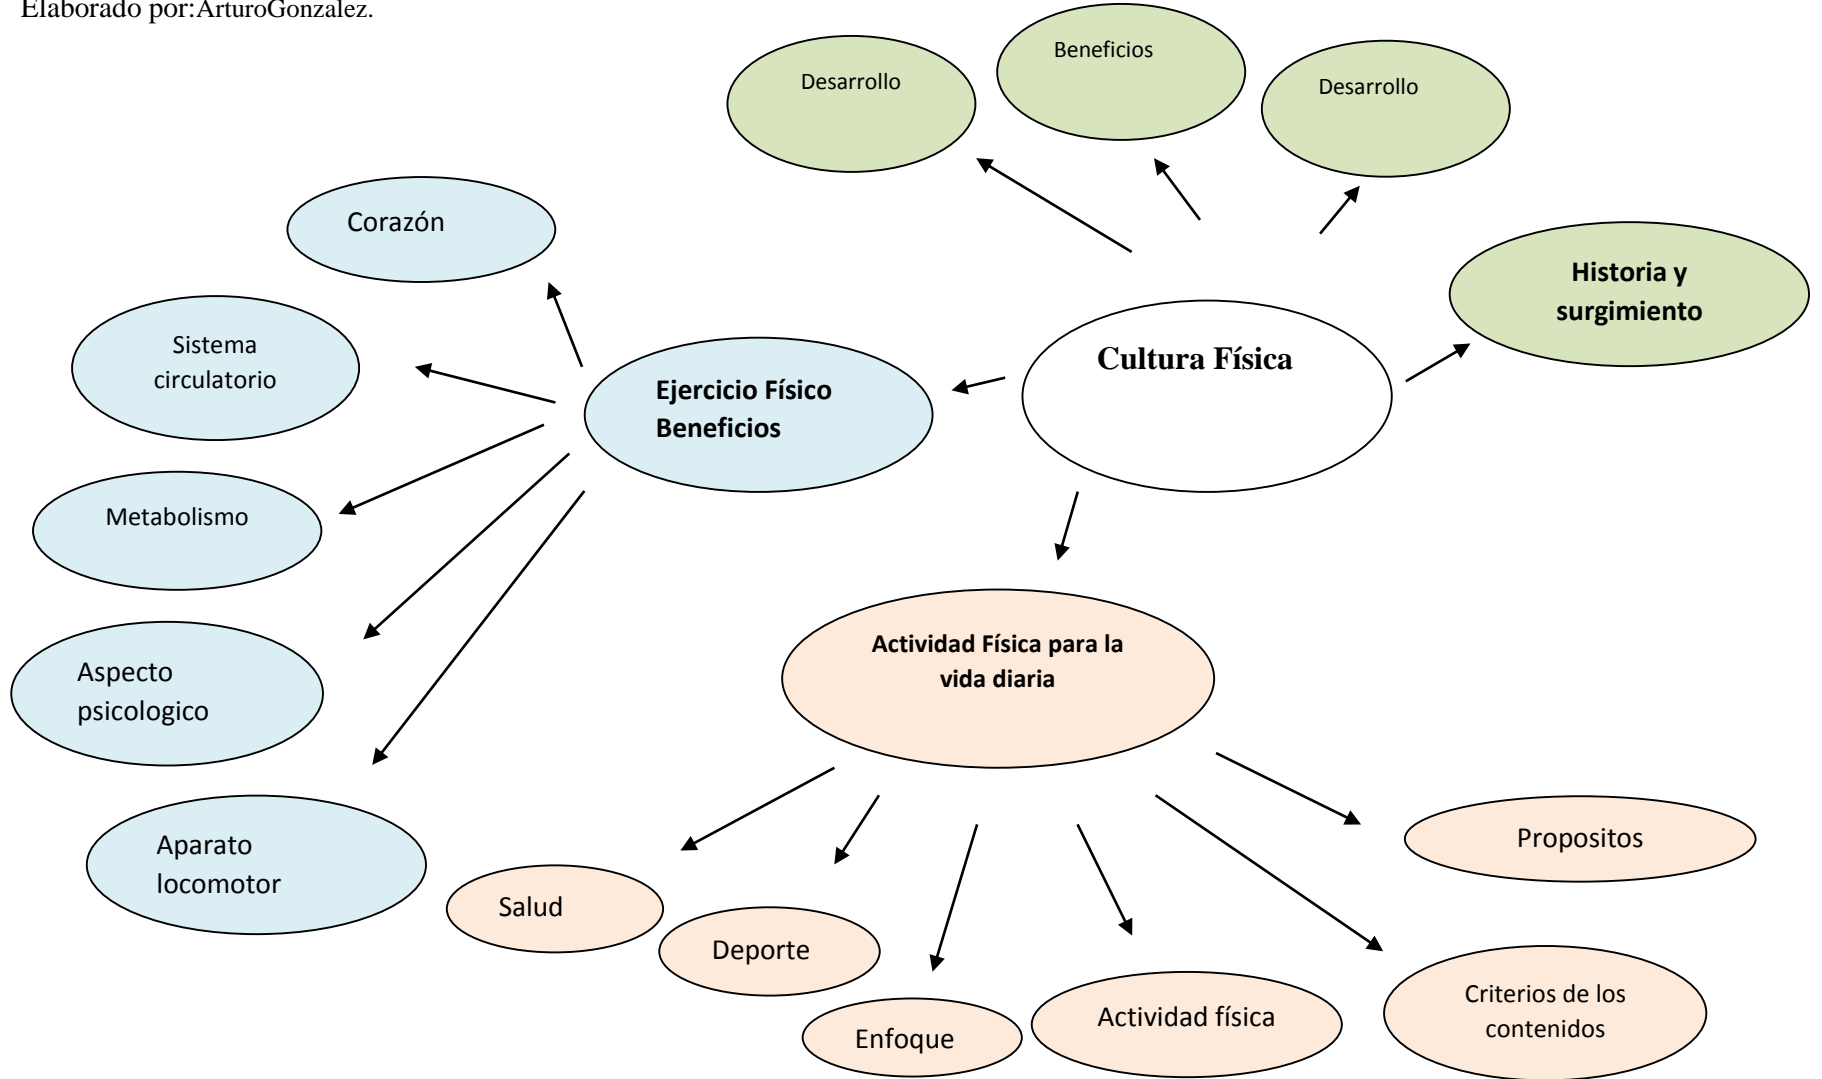 Elaborado por:ArturoGonzalez.
Beneficios
Desarrollo
Desarrollo
Corazón
Historia y
surgimiento
Sistema
circulatorio
Cultura Física
Ejercicio Físico
Beneficios
Metabolismo
Actividad Física para la
vida diaria
Aspecto
psicologico
Aparato
locomotor
Propositos
Salud
Deporte
Enfoque
Actividad física
Criterios de los
contenidos